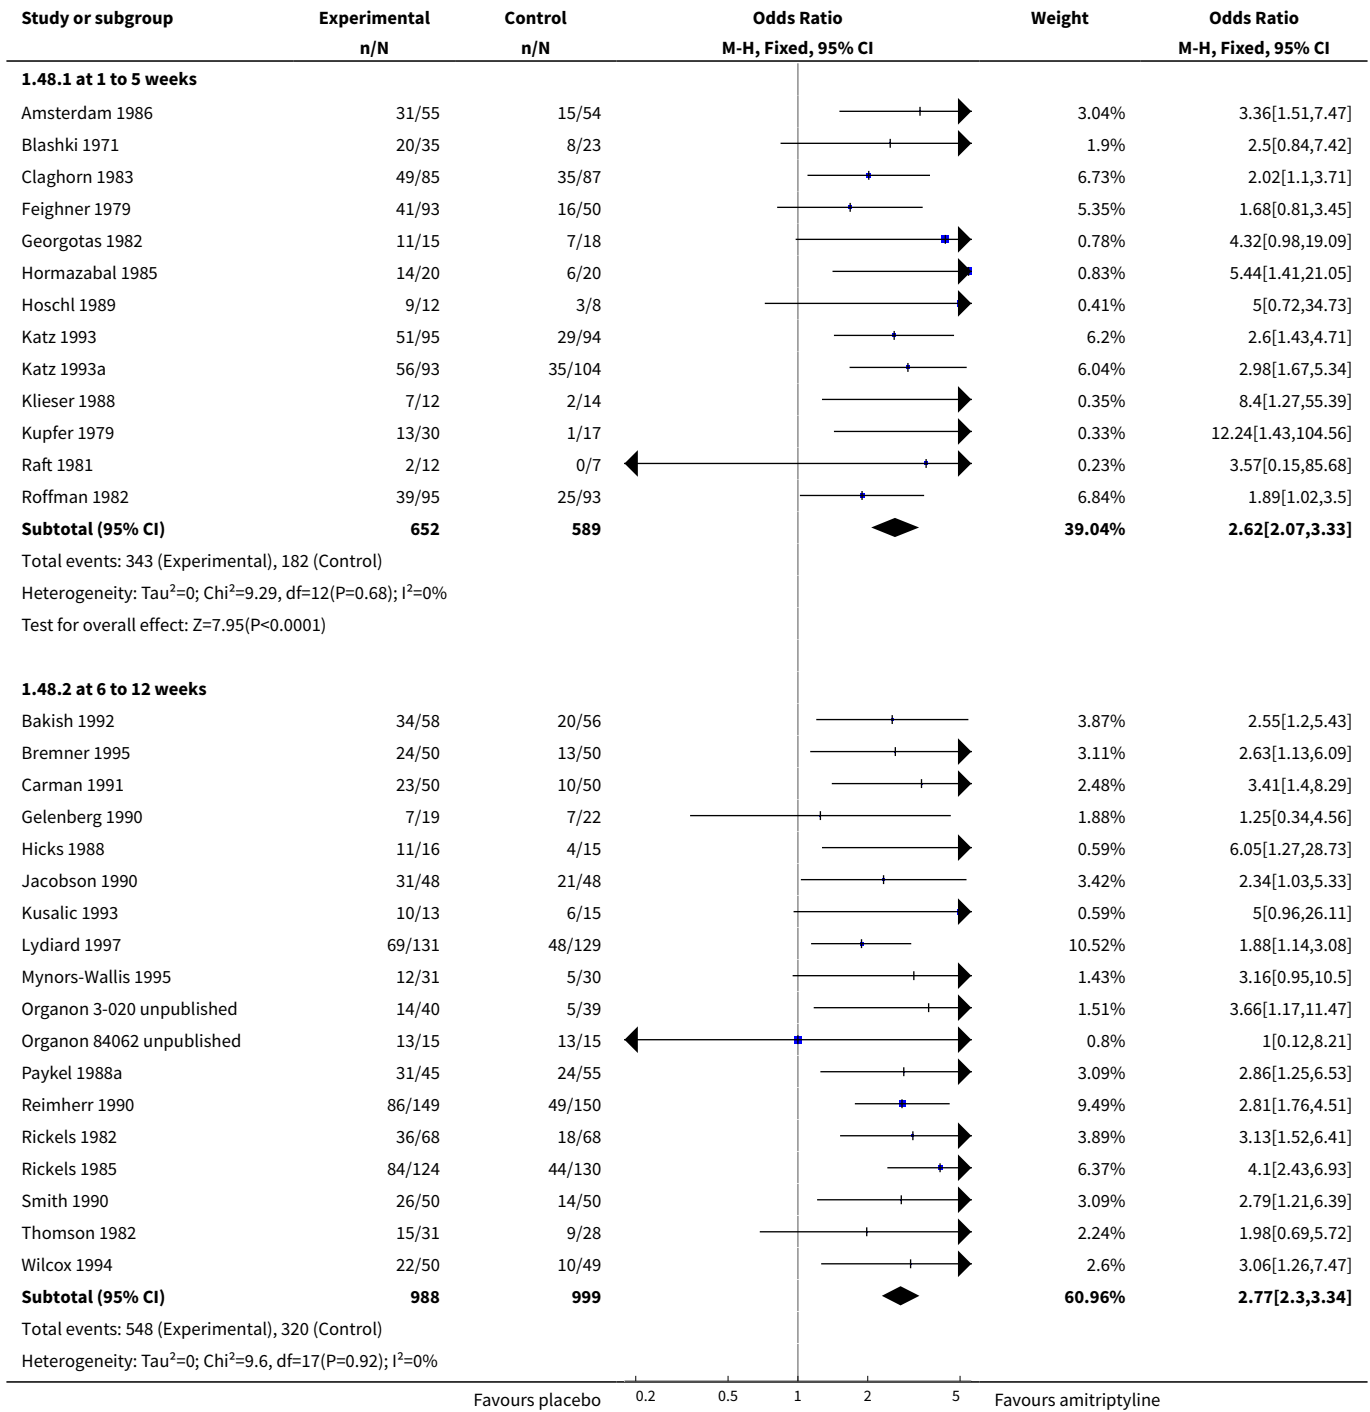 Study or subgroup Experimental Control Odds Ratio Weight Odds Ratio
n/N n/N M-H, Fixed, 95% CI M-H, Fixed, 95% CI
1.48.1 at 1 to 5 weeks
Amsterdam 1986 31/55 15/54 3.04% 3.36[1.51,7.47]
Blashki 1971 20/35 8/23 1.9% 2.5[0.84,7.42]
Claghorn 1983 49/85 35/87 6.73% 2.02[1.1,3.71]
Feighner 1979 41/93 16/50 5.35% 1.68[0.81,3.45]
Georgotas 1982 11/15 7/18 0.78% 4.32[0.98,19.09]
Hormazabal 1985 14/20 6/20 0.83% 5.44[1.41,21.05]
Hoschl 1989 9/12 3/8 0.41% 5[0.72,34.73]
Katz 1993 51/95 29/94 6.2% 2.6[1.43,4.71]
Katz 1993a 56/93 35/104 6.04% 2.98[1.67,5.34]
Klieser 1988 7/12 2/14 0.35% 8.4[1.27,55.39]
Kupfer 1979 13/30 1/17 0.33% 12.24[1.43,104.56]
Raft 1981 2/12 0/7 0.23% 3.57[0.15,85.68]
Roffman 1982 39/95 25/93 6.84% 1.89[1.02,3.5]
Subtotal (95% CI) 652 589 39.04% 2.62[2.07,3.33]
Total events: 343 (Experimental), 182 (Control)
Heterogeneity: Tau²=0; Chi²=9.29, df=12(P=0.68); I²=0%
Test for overall effect: Z=7.95(P<0.0001)
1.48.2 at 6 to 12 weeks
Bakish 1992 34/58 20/56 3.87% 2.55[1.2,5.43]
Bremner 1995 24/50 13/50 3.11% 2.63[1.13,6.09]
Carman 1991 23/50 10/50 2.48% 3.41[1.4,8.29]
Gelenberg 1990 7/19 7/22 1.88% 1.25[0.34,4.56]
Hicks 1988 11/16 4/15 0.59% 6.05[1.27,28.73]
Jacobson 1990 31/48 21/48 3.42% 2.34[1.03,5.33]
Kusalic 1993 10/13 6/15 0.59% 5[0.96,26.11]
Lydiard 1997 69/131 48/129 10.52% 1.88[1.14,3.08]
Mynors-Wallis 1995 12/31 5/30 1.43% 3.16[0.95,10.5]
Organon 3-020 unpublished 14/40 5/39 1.51% 3.66[1.17,11.47]
Organon 84062 unpublished 13/15 13/15 0.8% 1[0.12,8.21]
Paykel 1988a 31/45 24/55 3.09% 2.86[1.25,6.53]
Reimherr 1990 86/149 49/150 9.49% 2.81[1.76,4.51]
Rickels 1982 36/68 18/68 3.89% 3.13[1.52,6.41]
Rickels 1985 84/124 44/130 6.37% 4.1[2.43,6.93]
Smith 1990 26/50 14/50 3.09% 2.79[1.21,6.39]
Thomson 1982 15/31 9/28 2.24% 1.98[0.69,5.72]
Wilcox 1994 22/50 10/49 2.6% 3.06[1.26,7.47]
Subtotal (95% CI) 988 999 60.96% 2.77[2.3,3.34]
Total events: 548 (Experimental), 320 (Control)
Heterogeneity: Tau²=0; Chi²=9.6, df=17(P=0.92); I²=0%
Favours placebo 0.2 0.5 1 2 5 Favours amitriptyline